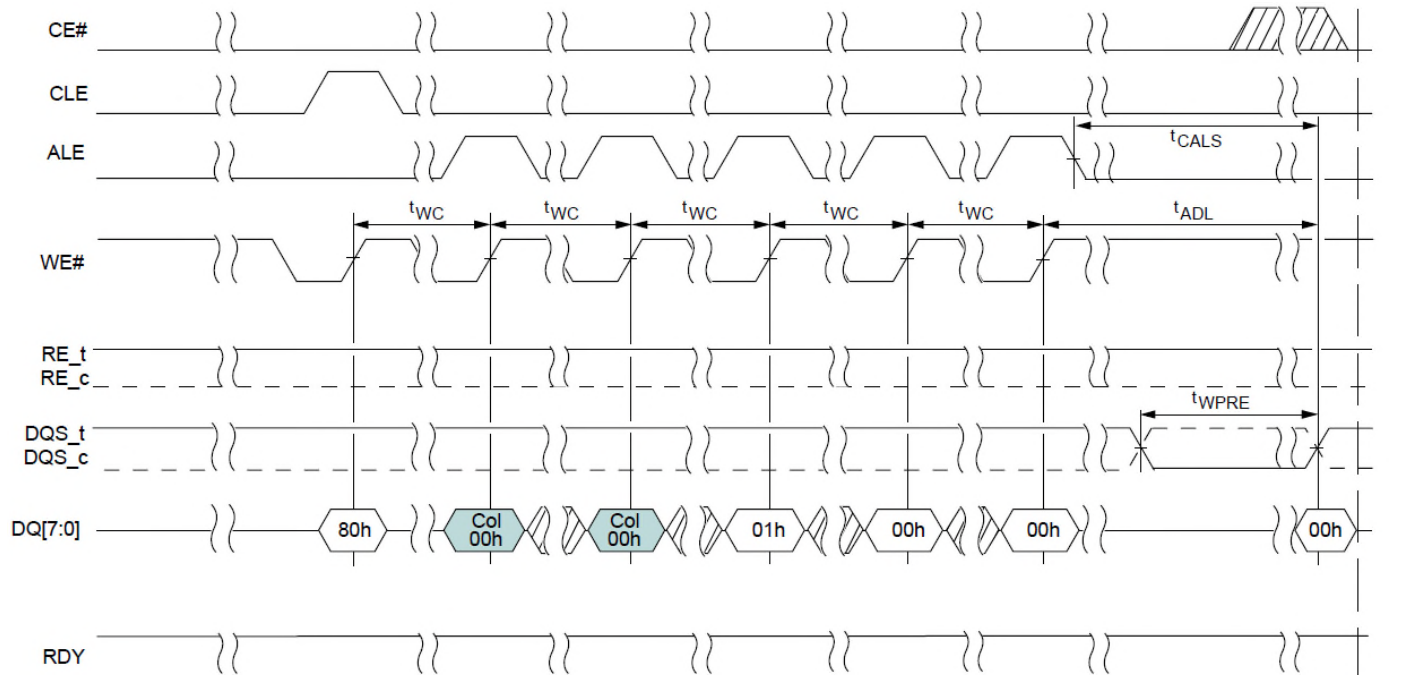 CE#
CLE
ALE
tCALS
tWC tWC tWC tWC tWC tADL
WE#
RE_t
RE_c
tWPRE
DQS_t
DQS_c
DQ[7:0] 80h Col 00h Col 00h 01h 00h 00h 00h
RDY